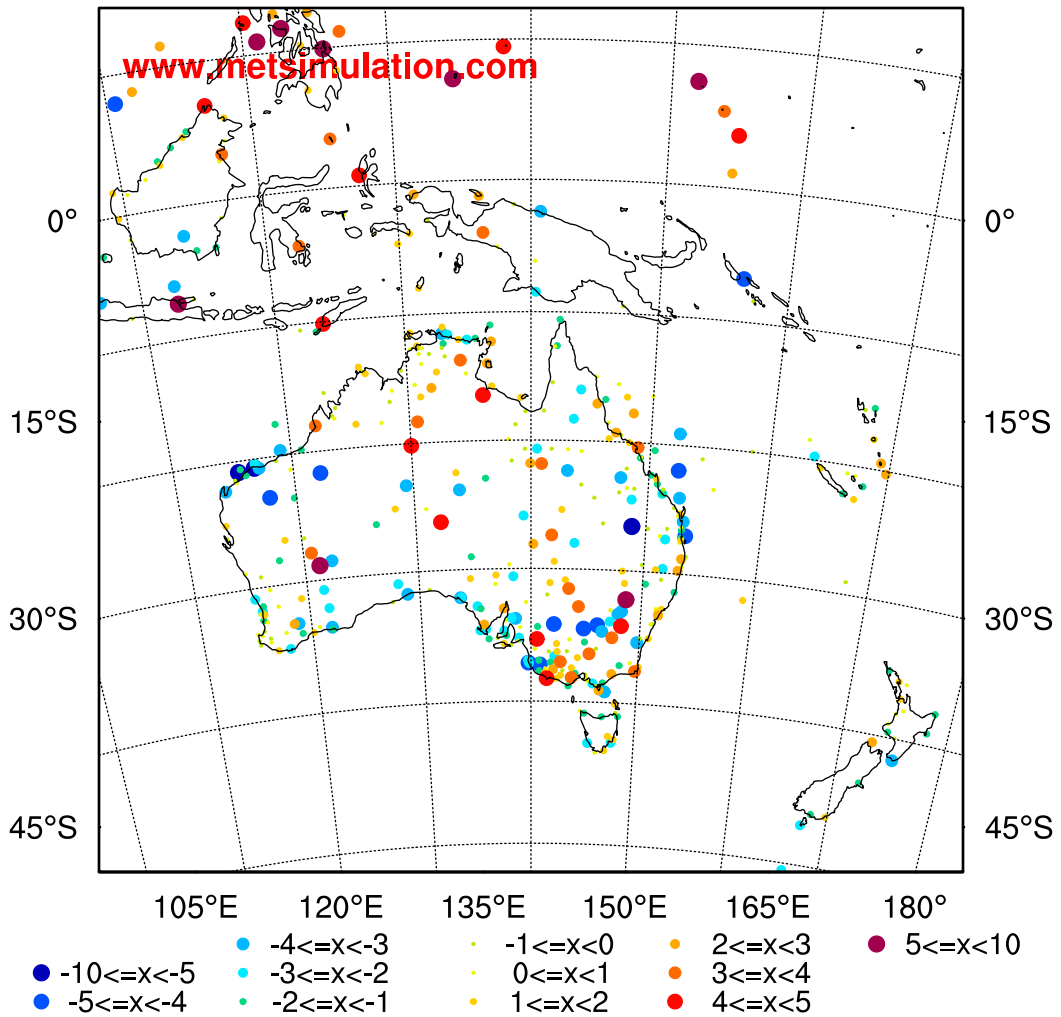 www.metsimulation.com
0° 0°
15°S 15°S
30°S 30°S
45°S 45°S
105°E 120°E 135°E 150°E 165°E 180°
-4<=x<-3 -1<=x<0 2<=x<3 5<=x<10
-10<=x<-5 -3<=x<-2 0<=x<1 3<=x<4
-5<=x<-4 -2<=x<-1 1<=x<2 4<=x<5